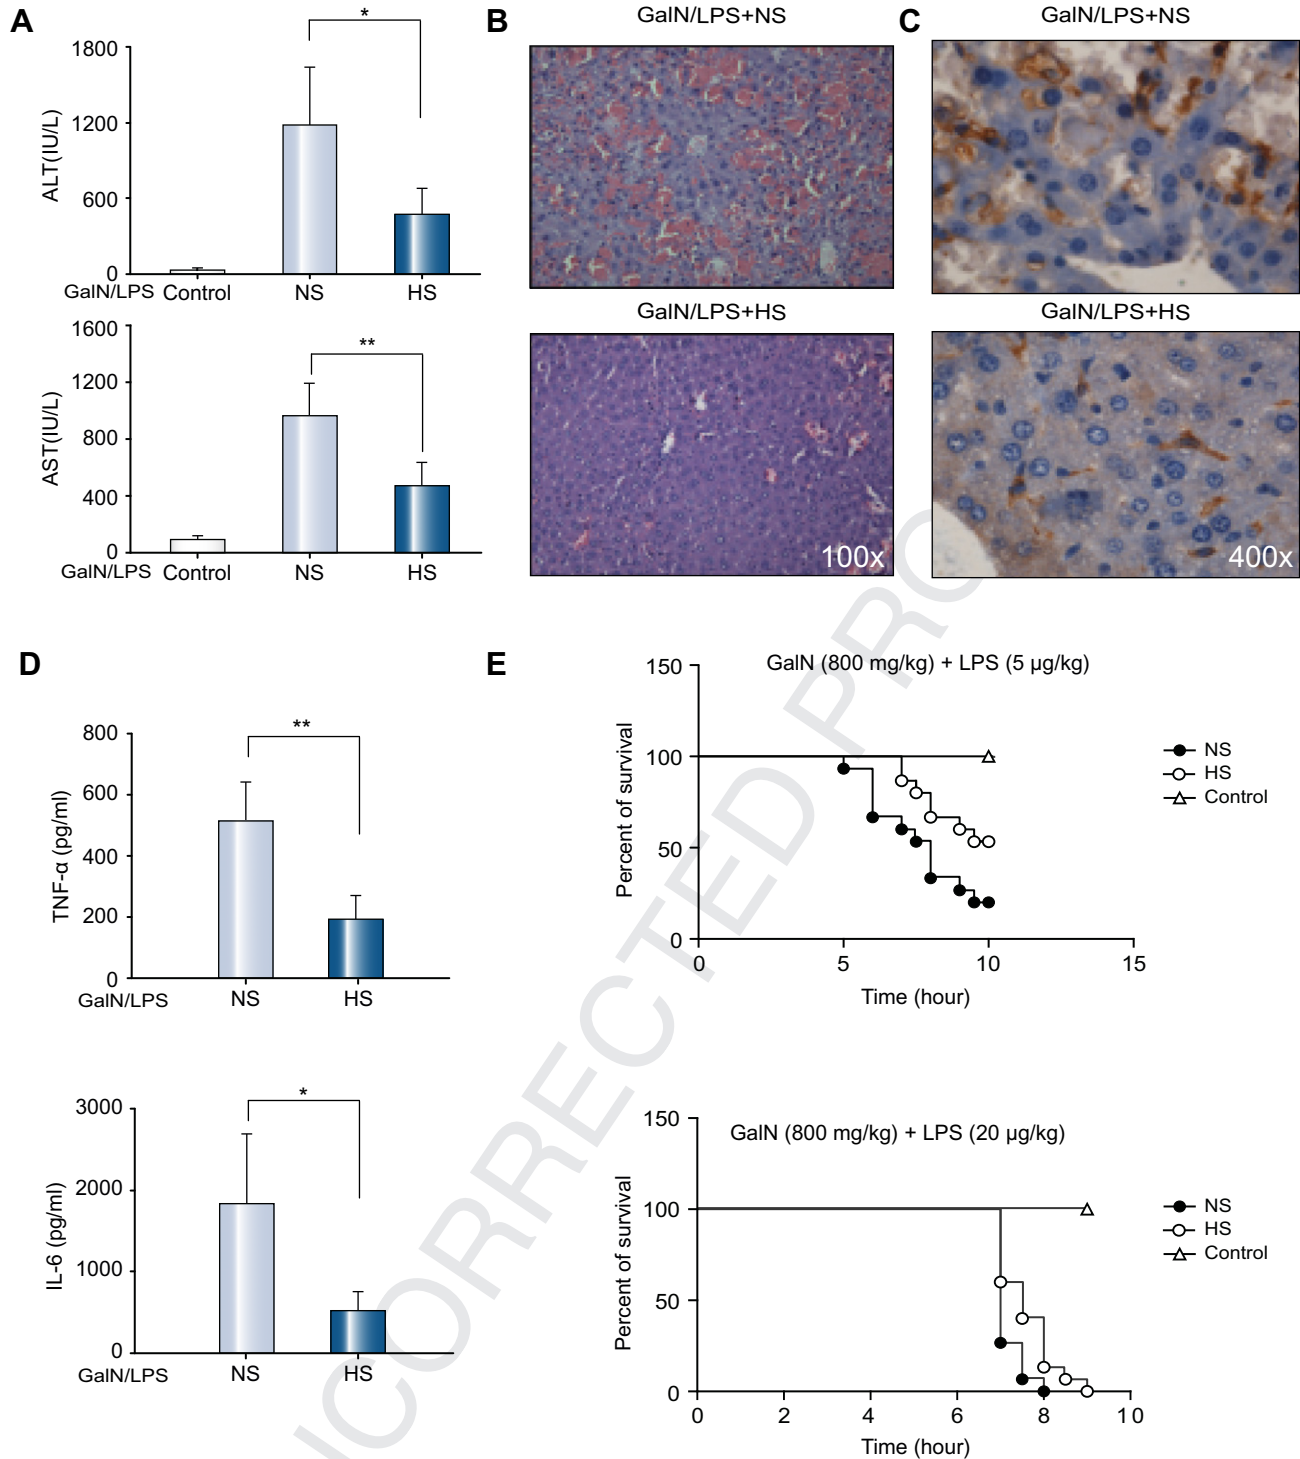 A
*
1800
1200
600
0
ALT(IU/L)
GalN/LPS Control NS HS
1600
1200
800
400
0
AST(IU/L)
**
GalN/LPS Control NS HS
B
GalN/LPS+NS
GalN/LPS+HS
100x
C
GalN/LPS+NS
GalN/LPS+HS
400x
D
**
800
600
400
200
0
TNF-α (pg/ml)
GalN/LPS NS HS
*
3000
2000
1000
0
IL-6 (pg/ml)
GalN/LPS NS HS
E
GalN (800 mg/kg) + LPS (5 µg/kg)
150
100
50
0
Percent of survival
0 5 10 15
Time (hour)
NS
HS
Control
GalN (800 mg/kg) + LPS (20 µg/kg)
150
100
50
0
Percent of survival
0 2 4 6 8 10
Time (hour)
NS
HS
Control